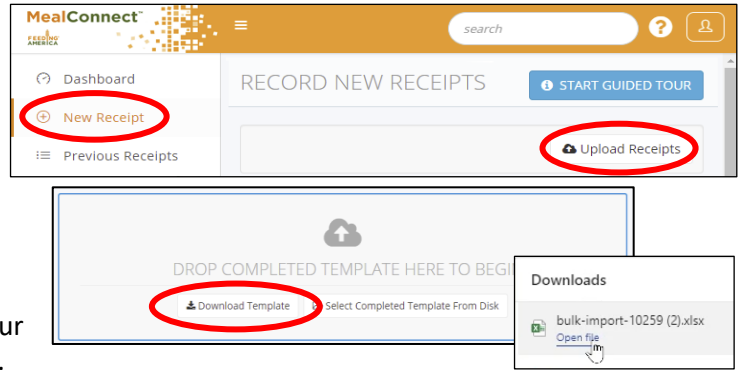 MealConnect™
FEEDING
AMERICA
search
?
Dashboard
RECORD NEW RECEIPTS
START GUIDED TOUR
New Receipt
Upload Receipts
Previous Receipts
DROP COMPLETED TEMPLATE HERE TO BEGI
Download Template
Select Completed Template From Disk
Downloads
bulk-import-10259 (2).xlsx
Open file
ur
.